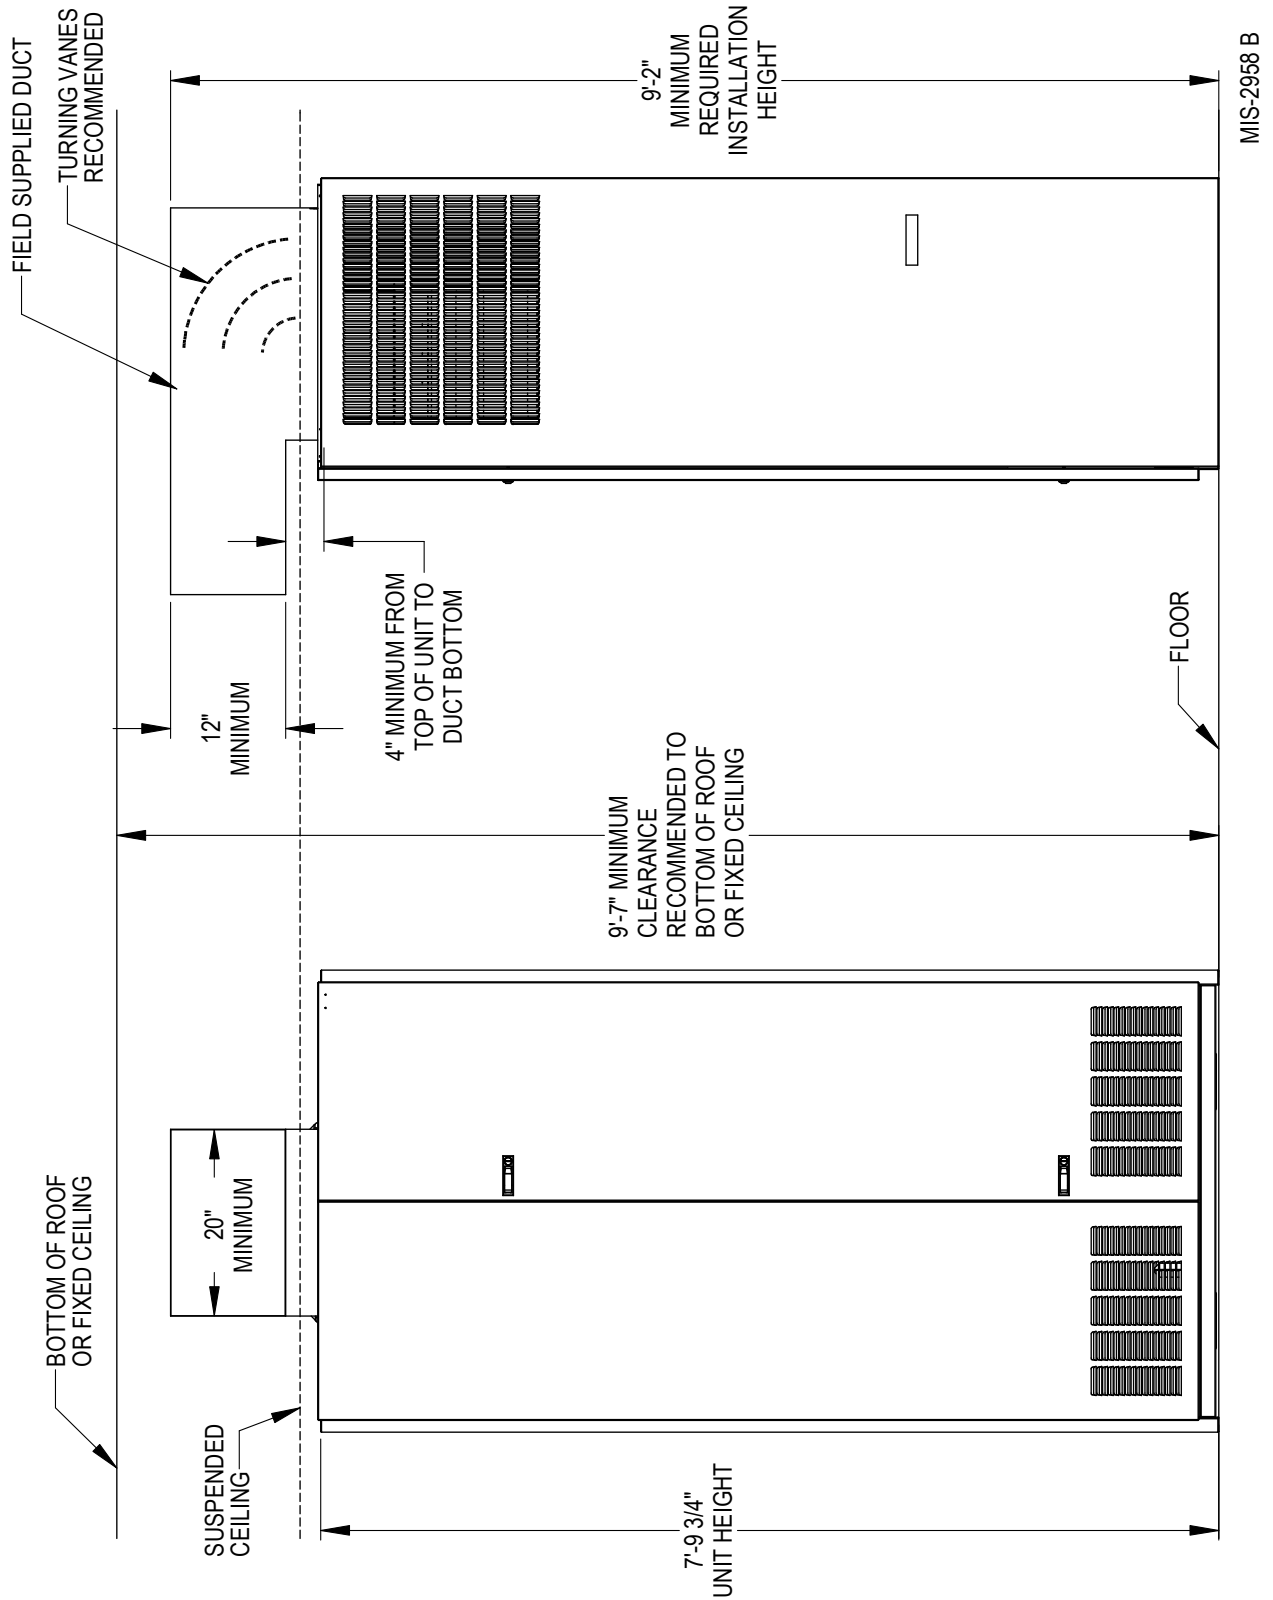 BOTTOM OF ROOF
OR FIXED CEILING
SUSPENDED
CEILING
20"
MINIMUM
7'-9 3/4"
UNIT HEIGHT
9'-7" MINIMUM
CLEARANCE
RECOMMENDED TO
BOTTOM OF ROOF
OR FIXED CEILING
12"
MINIMUM
4" MINIMUM FROM
TOP OF UNIT TO
DUCT BOTTOM
FLOOR
FIELD SUPPLIED DUCT
TURNING VANES
RECOMMENDED
9'-2"
MINIMUM
REQUIRED
INSTALLATION
HEIGHT
MIS-2958 B